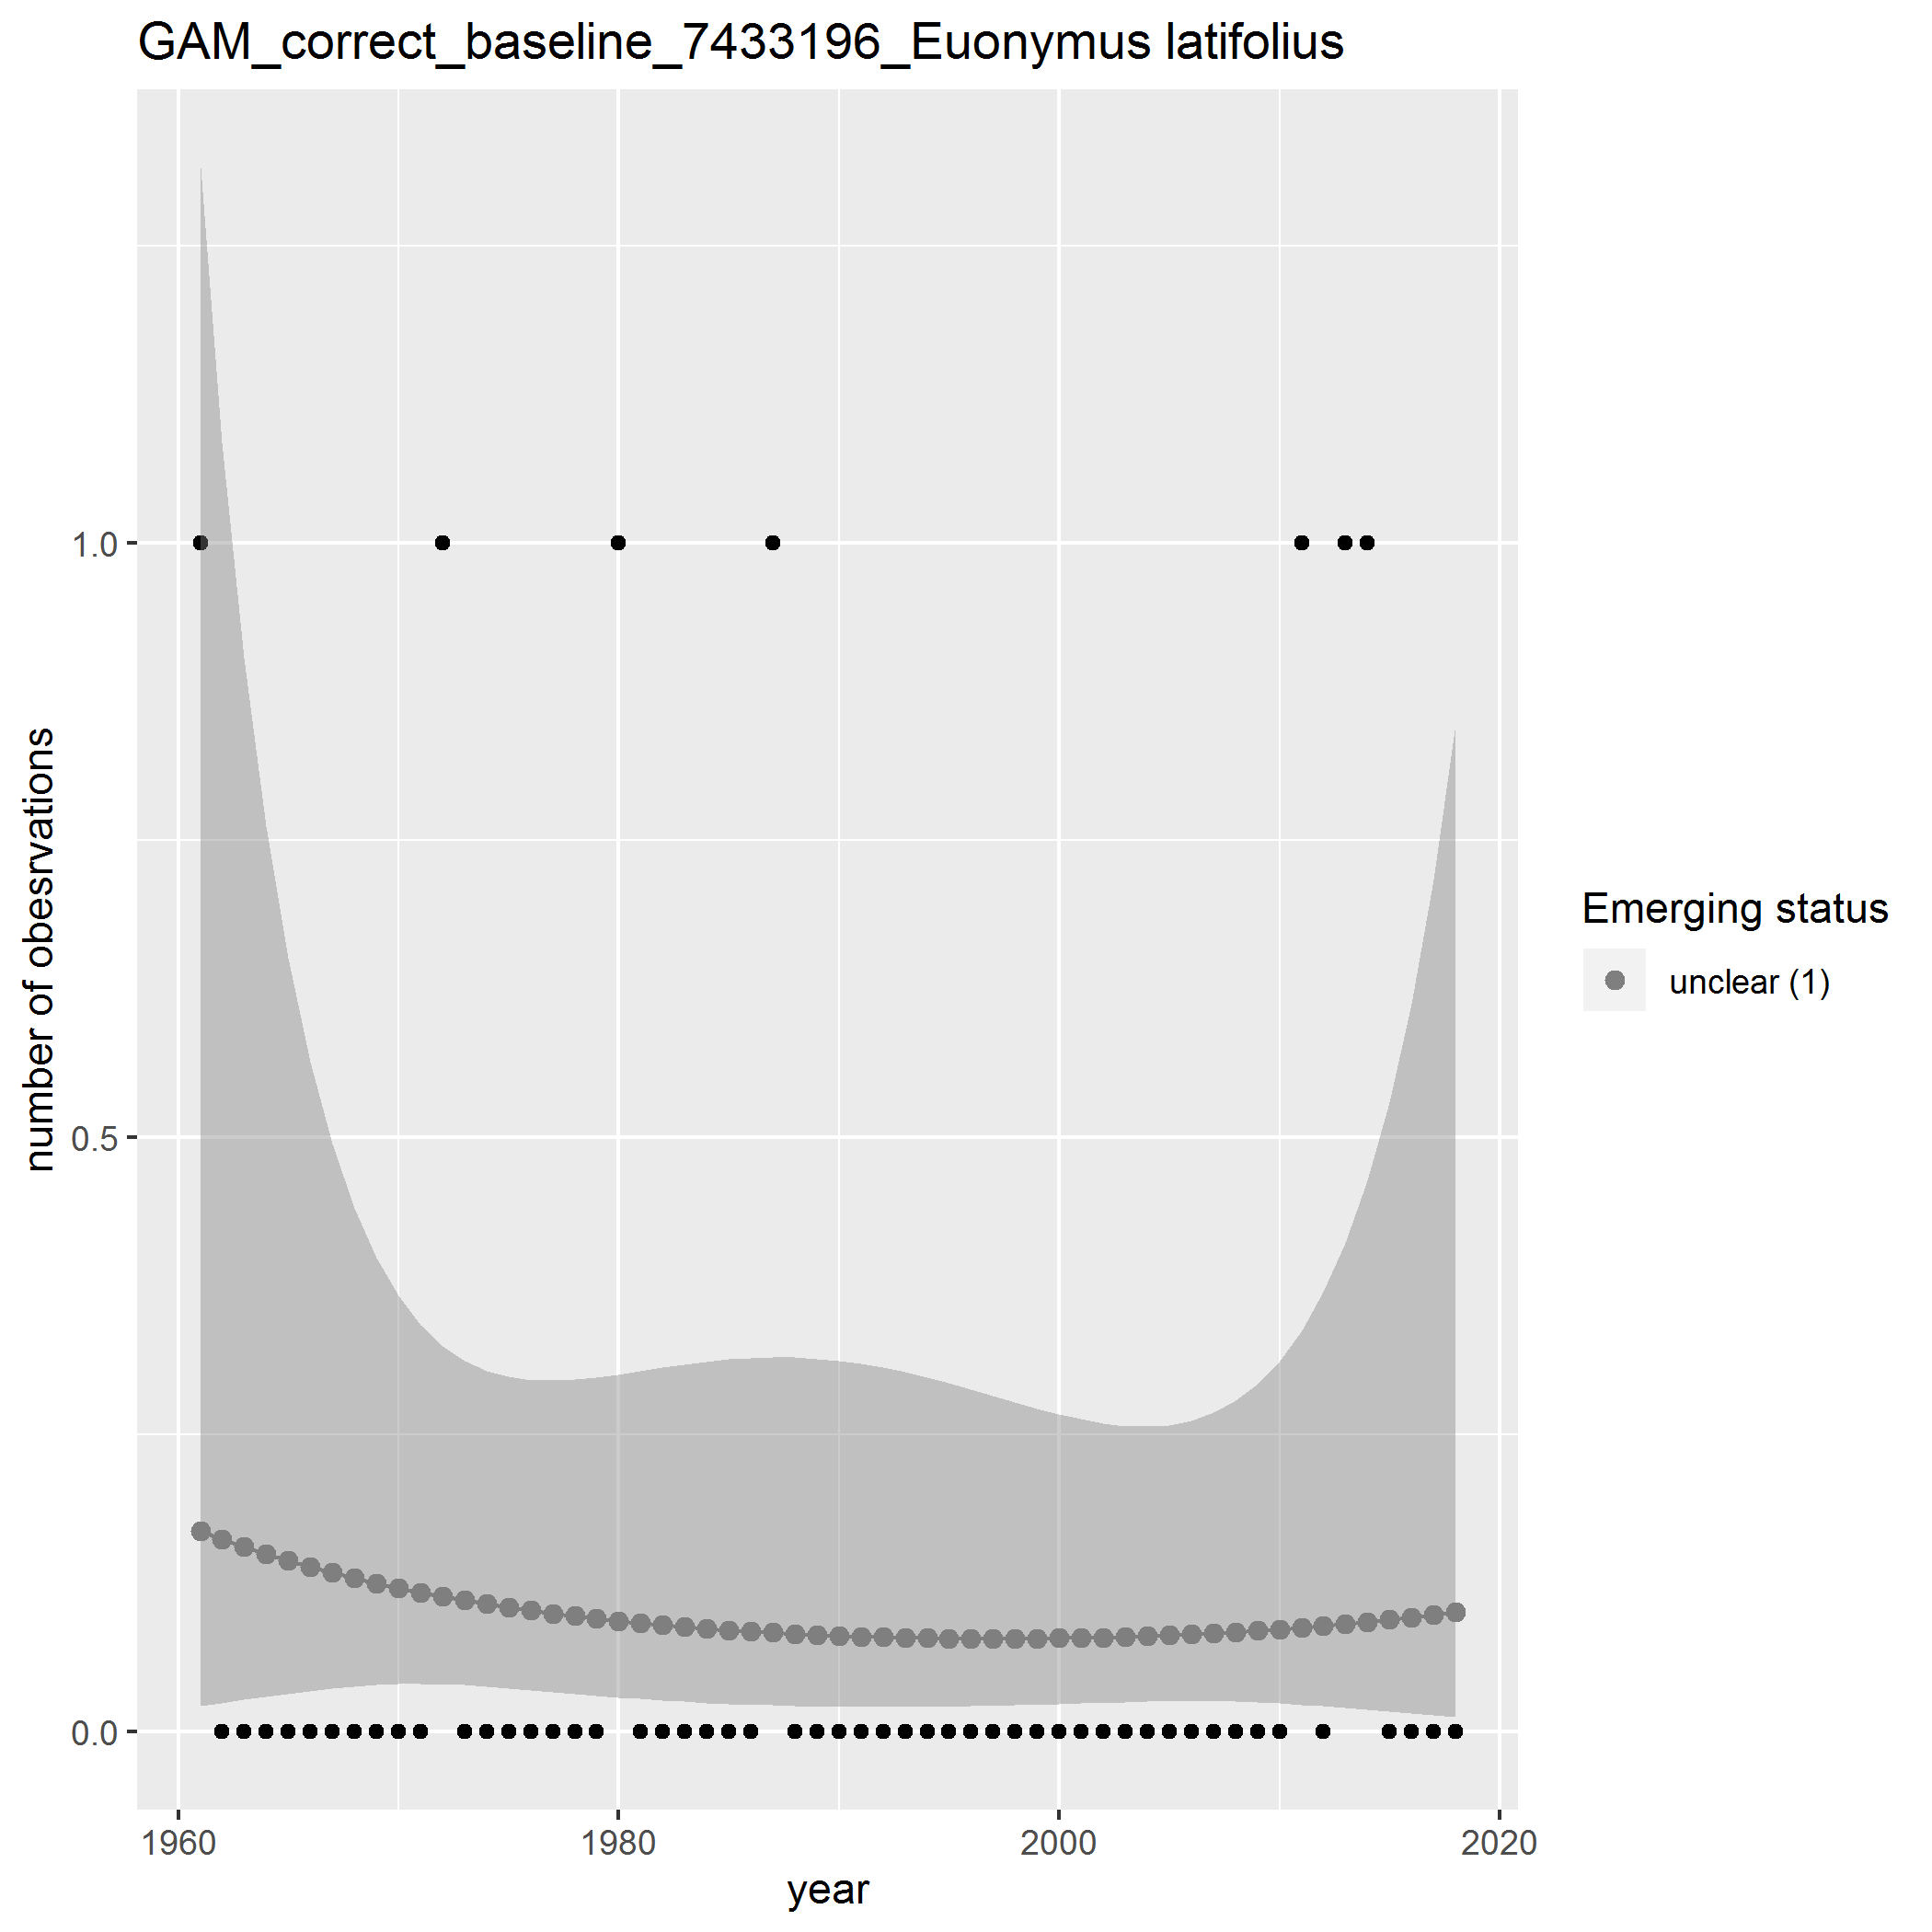 GAM_correct_baseline_7433196_Euonymus latifolius
number of obesrvations
1.0
0.5
0.0
1960
1980
2000
2020
year
Emerging status
unclear (1)